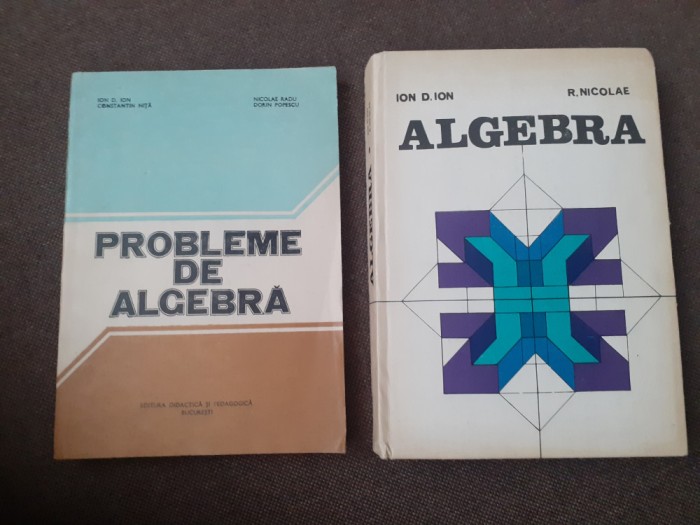 ION D. ION
CONSTANTIN NIȚĂ
NICOLAE RADU
DORIN POPESCU
PROBLEME
DE
ALGEBRĂ
EDITURA DIDACTICĂ ȘI PEDAGOGICĂ
BUCUREȘTI
ION D. ION
R. NICOLAE
ALGEBRA
ALGEBRA